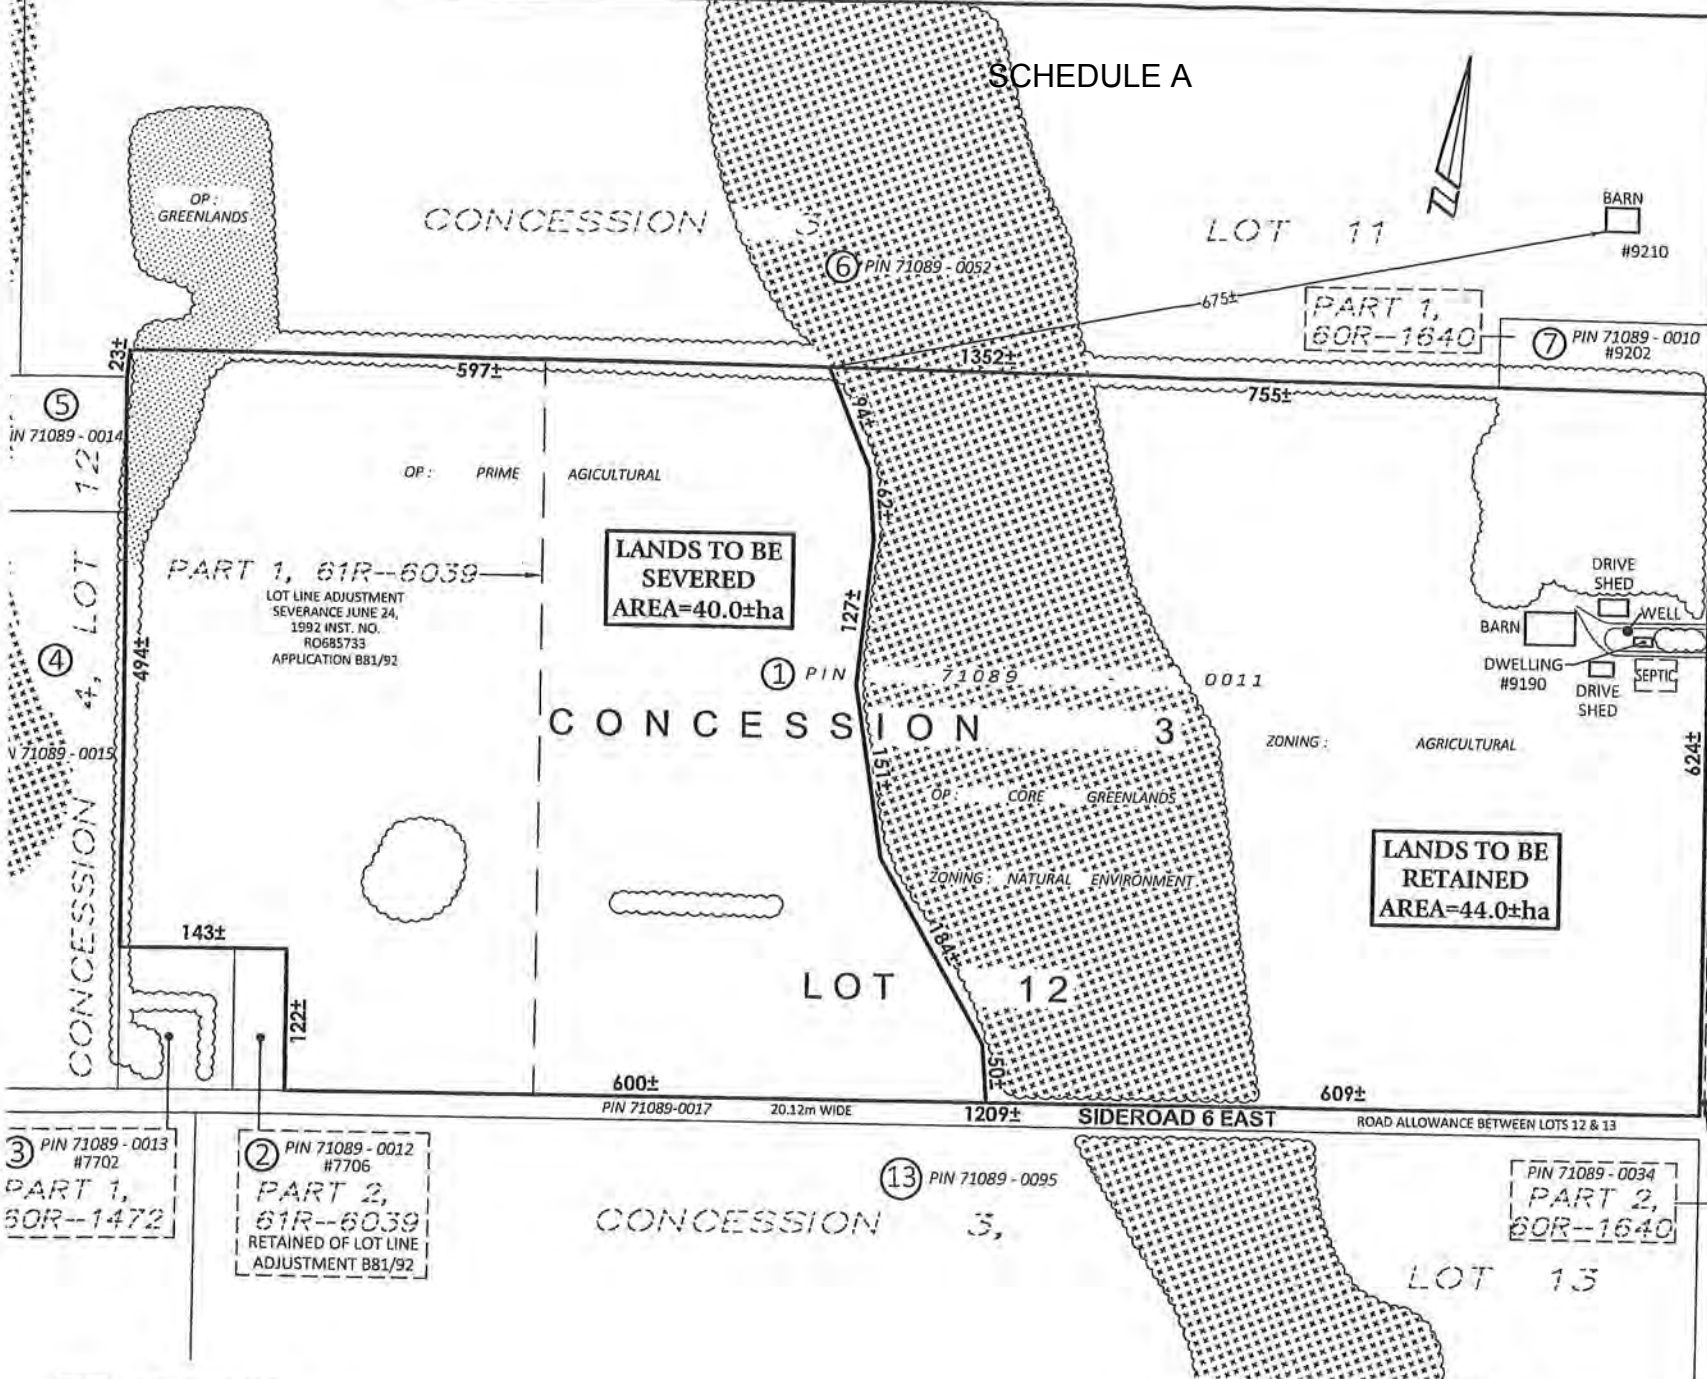 SCHEDULE A
OP :
GREENLANDS
CONCESSION 3
LOT 11
BARN
#9210
6 PIN 71089 - 0052
675±
PART 1,
60R--1640
7 PIN 71089 - 0010
#9202
23±
597±
1352±
755±
5
IN 71089 - 0014
94±
62±
127±
151±
184±
50±
OP : PRIME AGICULTURAL
PART 1, 61R--6039
LOT LINE ADJUSTMENT
SEVERANCE JUNE 24,
1992 INST. NO.
RO685733
APPLICATION B81/92
LANDS TO BE
SEVERED
AREA=40.0±ha
DRIVE
SHED
WELL
BARN
DWELLING
#9190
SEPTIC
DRIVE
SHED
494±
4
71089 - 0015
CONCESSION 4, LOT 12
1 PIN 71089 - 0011
CONCESSION 3
ZONING : AGRICULTURAL
624±
OP : CORE GREENLANDS
ZONING : NATURAL ENVIRONMENT
LANDS TO BE
RETAINED
AREA=44.0±ha
143±
122±
LOT 12
600±
609±
PIN 71089-0017
20.12m WIDE
1209±
SIDEROAD 6 EAST
ROAD ALLOWANCE BETWEEN LOTS 12 & 13
3 PIN 71089 - 0013
#7702
PART 1,
60R--1472
2 PIN 71089 - 0012
#7706
PART 2,
61R--6039
RETAINED OF LOT LINE
ADJUSTMENT B81/92
13 PIN 71089 - 0095
CONCESSION 3,
PIN 71089 - 0034
PART 2,
60R--1640
LOT 13